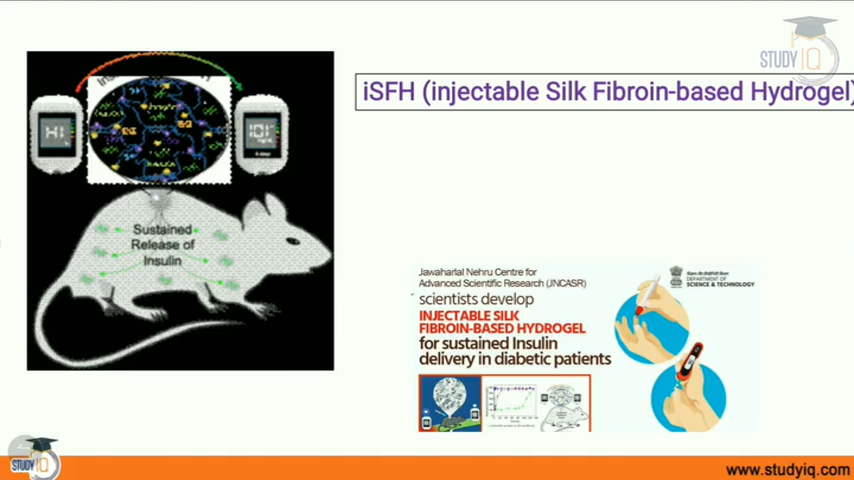 STUDY IQ
iSFH (injectable Silk Fibroin-based Hydrogel)
HI
101
Sustained
Release of
Insulin
Jawaharlal Nehru Centre for
Advanced Scientific Research (JNCASR)
scientists develop
INJECTABLE SILK
FIBROIN-BASED HYDROGEL
for sustained Insulin
delivery in diabetic patients
DEPARTMENT OF
SCIENCE & TECHNOLOGY
STUDY IQ
www.studyiq.com